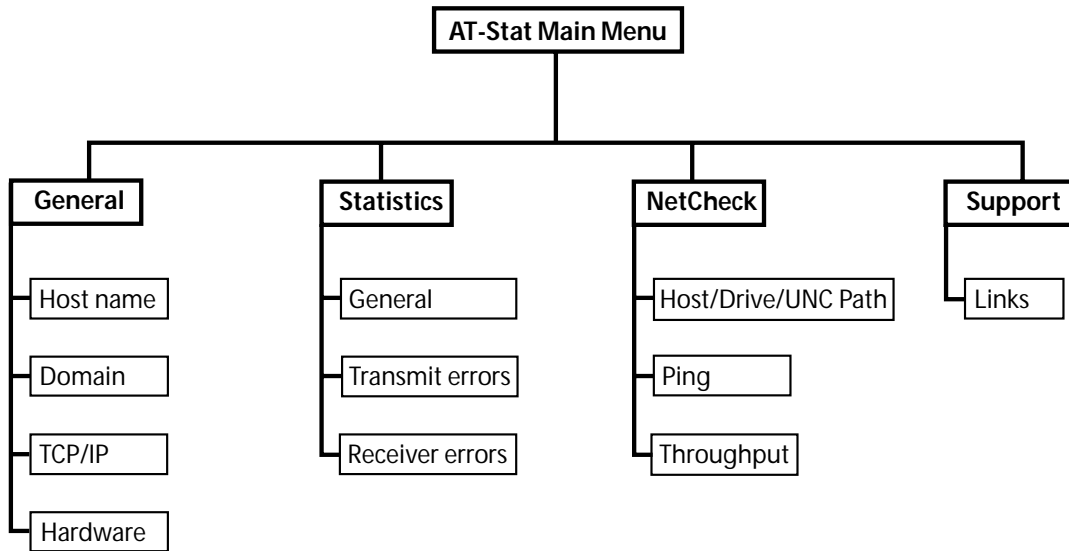 AT-Stat Main Menu
General
Statistics
NetCheck
Support
Host name
General
Host/Drive/UNC Path
Links
Domain
Transmit errors
Ping
TCP/IP
Receiver errors
Throughput
Hardware